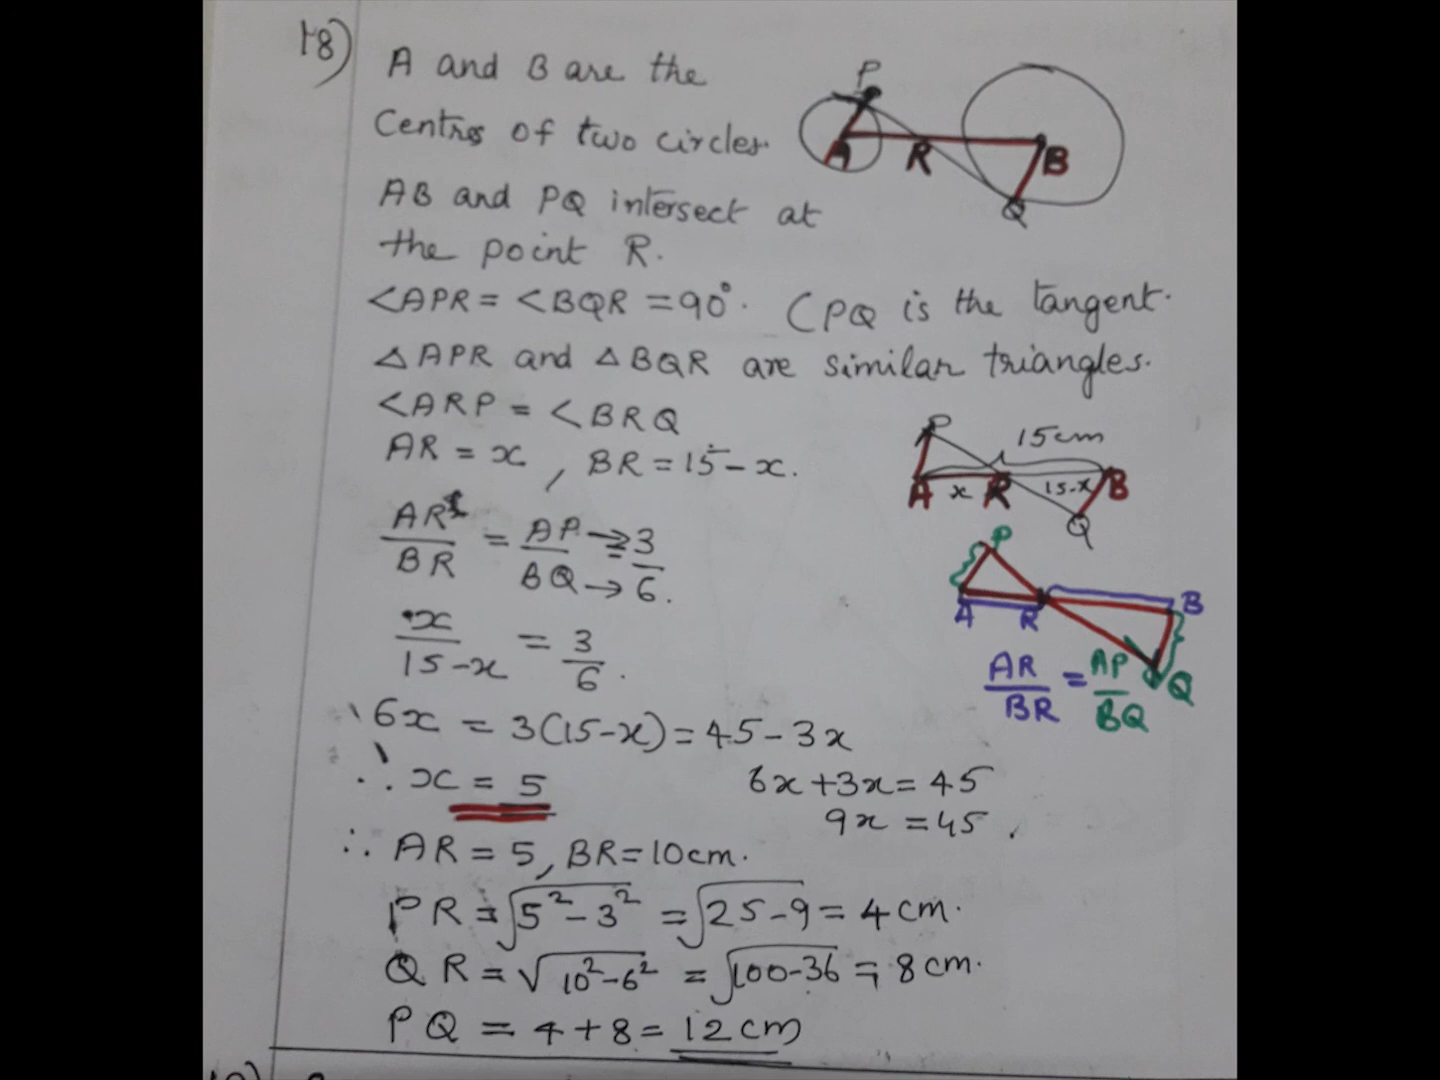 18)
A and B are the
Centres of two circles.
AB and PQ intersect at
the point R.
<APR = <BQR = 90°. (PQ is the tangent.
△APR and △BQR are similar triangles.
<ARP = <BRQ
AR = x , BR = 15 - x.
AR/BR = AP/BQ → = 3 → 6.
x/15-x = 3/6.
6x = 3(15-x) = 45 - 3x
∴ x = 5
6x + 3x = 45
9x = 45.
∴ AR = 5, BR = 10cm.
PR = √5² - 3² = √25 - 9 = 4 cm.
QR = √10² - 6² = √100 - 36 = 8 cm.
PQ = 4 + 8 = 12 cm
P
A R B
Q
P
15 cm
A x R 15-x B
Q
P
A R B
Q
AR/BR = AP/BQ